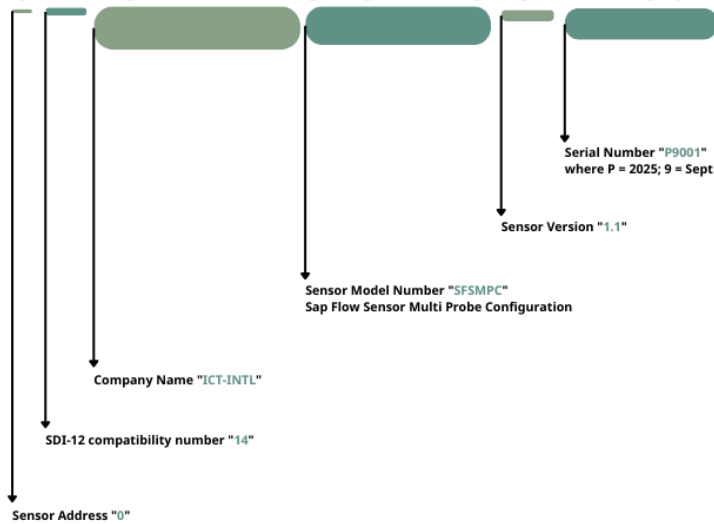 Serial Number "P9001"
where P = 2025; 9 = Sept
Sensor Version "1.1"
Sensor Model Number "SFSMPC"
Sap Flow Sensor Multi Probe Configuration
Company Name "ICT-INTL"
SDI-12 compatibility number "14"
Sensor Address "0"